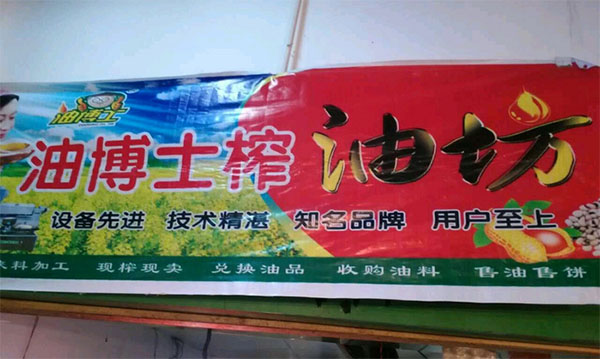 油博士
油博士榨油坊
设备先进 技术精湛 知名品牌 用户至上
料加工 现榨现卖 兑换油品 收购油料 售油售饼